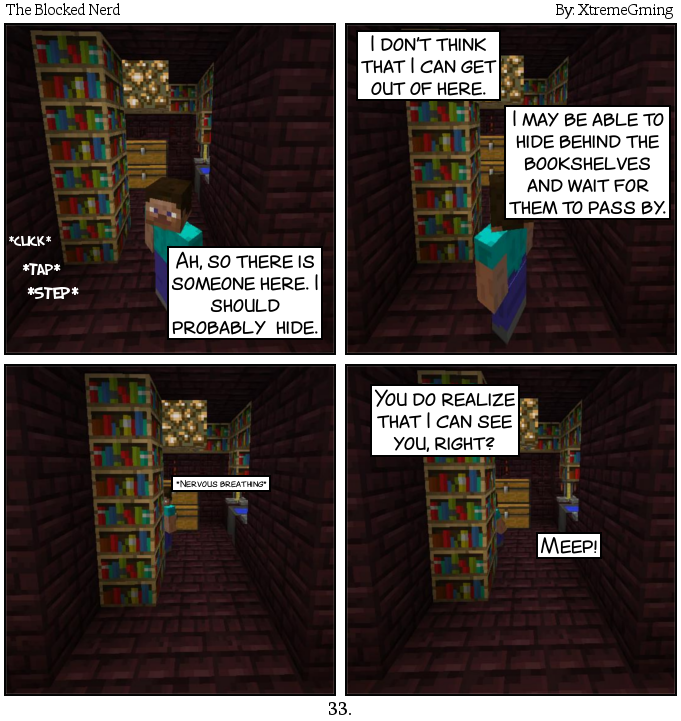 The Blocked Nerd
By: XtremeGming
*CLICK*
*TAP*
*STEP*
AH, SO THERE IS
SOMEONE HERE. I
SHOULD
PROBABLY HIDE.
I DON'T THINK
THAT I CAN GET
OUT OF HERE.
I MAY BE ABLE TO
HIDE BEHIND THE
BOOKSHELVES
AND WAIT FOR
THEM TO PASS BY.
*NERVOUS BREATHING*
YOU DO REALIZE
THAT I CAN SEE
YOU, RIGHT?
MEEP!
33.